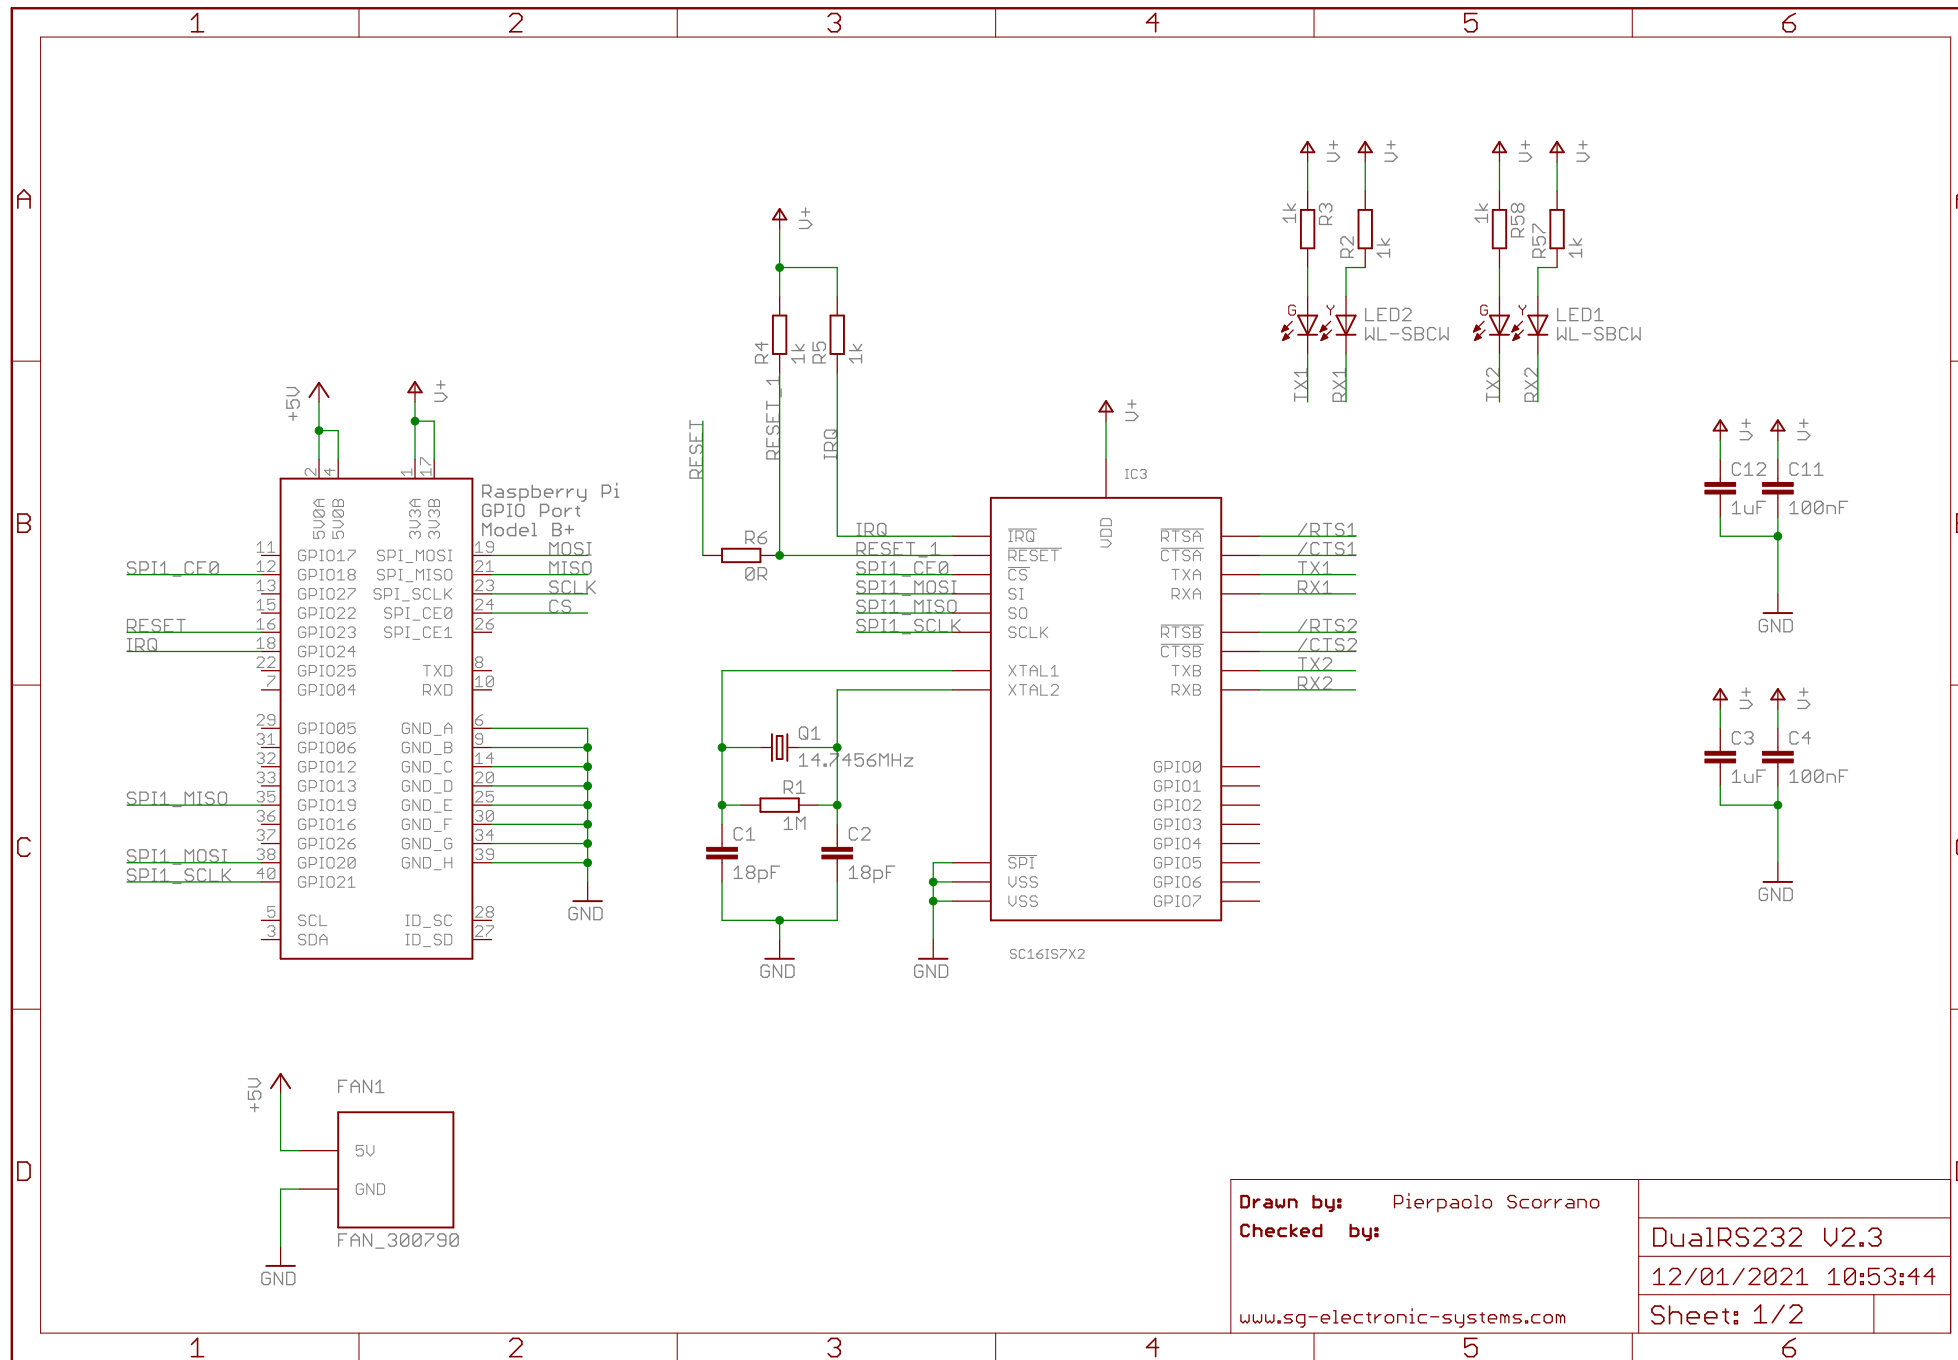 1 2 3 4 5 6
A
B
C
D
V+ V+ V+ V+
1k R3 R2 1k
1k R58 R57 1k
G Y LED2
WL-SBCW
G Y LED1
WL-SBCW
TX1 RX1 TX2 RX2
V+
R4 1k R5 1k
RESET RESET_1 IRQ
R6
0R
+5V V+
2 4 1 17
5V0A 5V0B 3V3A 3V3B
Raspberry Pi
GPIO Port
Model B+
11 GPIO17 SPI_MOSI 19 MOSI
SPI1_CE0 12 GPIO18 SPI_MISO 21 MISO
13 GPIO27 SPI_SCLK 23 SCLK
15 GPIO22 SPI_CE0 24 CS
RESET 16 GPIO23 SPI_CE1 26
IRQ 18 GPIO24
22 GPIO25 TXD 8
7 GPIO04 RXD 10
29 GPIO05 GND_A 6
31 GPIO06 GND_B 9
32 GPIO12 GND_C 14
33 GPIO13 GND_D 20
SPI1_MISO 35 GPIO19 GND_E 25
36 GPIO16 GND_F 30
37 GPIO26 GND_G 34
SPI1_MOSI 38 GPIO20 GND_H 39
SPI1_SCLK 40 GPIO21
5 SCL ID_SC 28
3 SDA ID_SD 27
GND
V+
IC3
VDD
IRQ IRQ RTSA /RTS1
RESET_1 RESET CTSA /CTS1
SPI1_CE0 CS TXA TX1
SPI1_MOSI SI RXA RX1
SPI1_MISO SO
SPI1_SCLK SCLK RTSB /RTS2
CTSB /CTS2
XTAL1 TXB TX2
XTAL2 RXB RX2
GPIO0
GPIO1
GPIO2
GPIO3
GPIO4
SPI GPIO5
VSS GPIO6
VSS GPIO7
SC16IS7X2
GND
Q1
14.7456MHz
R1
1M
C1
18pF
C2
18pF
GND
V+ V+
C12 C11
1uF 100nF
GND
V+ V+
C3 C4
1uF 100nF
GND
+5V
FAN1
5V
GND
FAN_300790
GND
Drawn by: Pierpaolo Scorrano
Checked by:
www.sg-electronic-systems.com
DualRS232 V2.3
12/01/2021 10:53:44
Sheet: 1/2
1 2 3 4 5 6